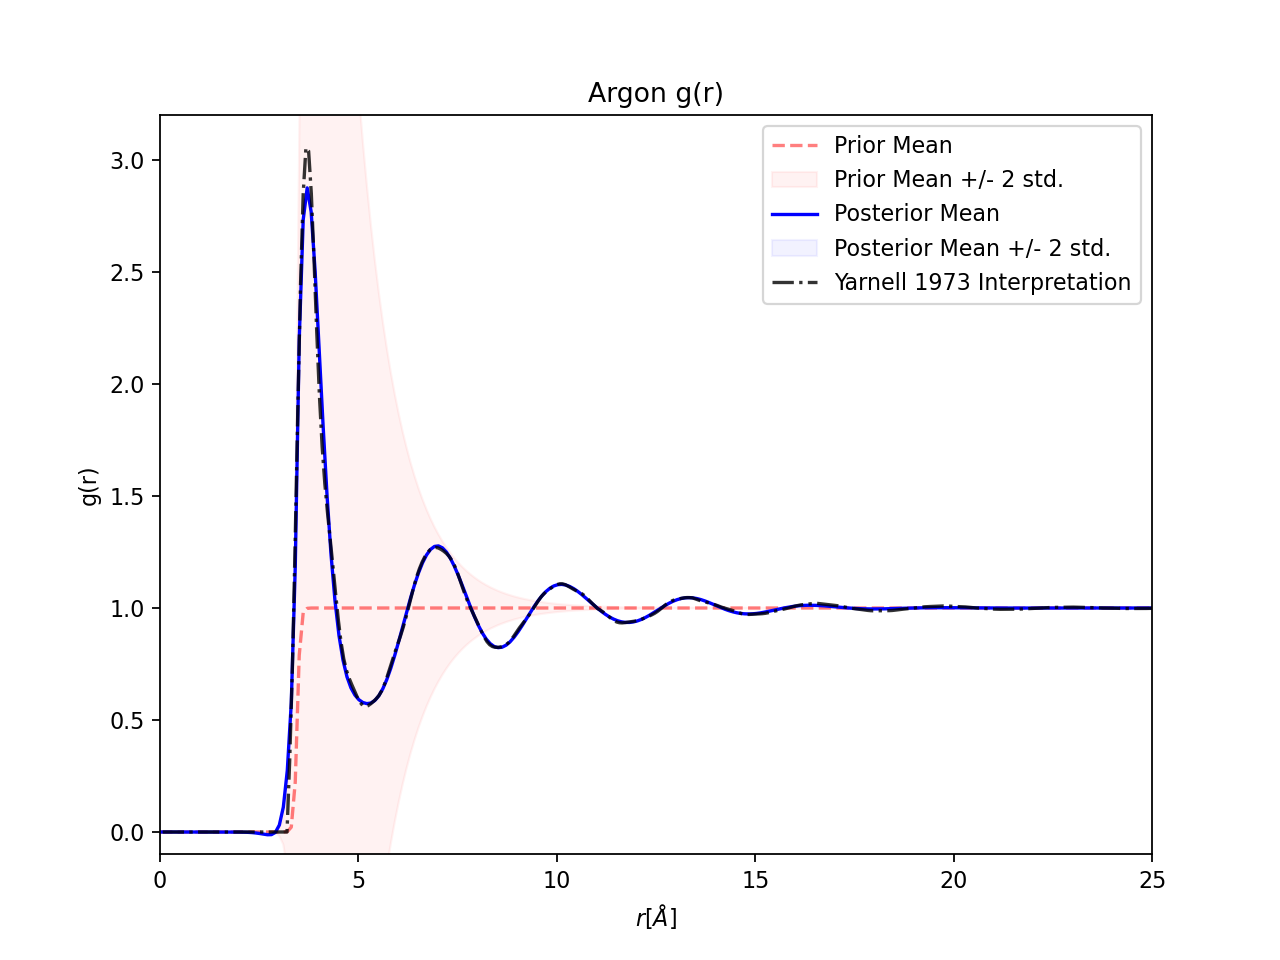 Argon g(r)
Prior Mean
Prior Mean +/- 2 std.
Posterior Mean
Posterior Mean +/- 2 std.
Yarnell 1973 Interpretation
g(r)
3.0
2.5
2.0
1.5
1.0
0.5
0.0
0
5
10
15
20
25
r[Å]